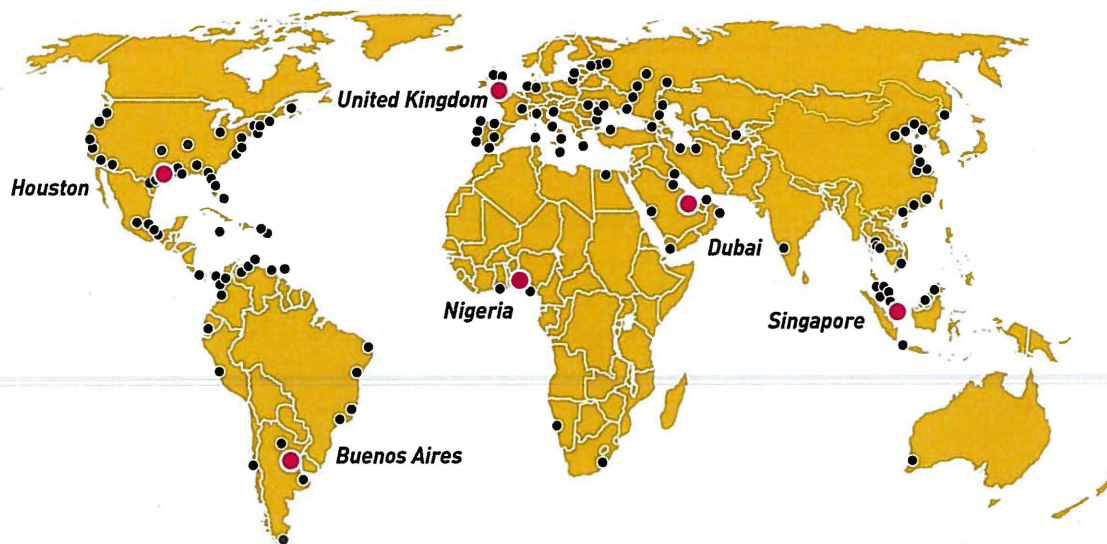 United Kingdom
Houston
Dubai
Nigeria
Singapore
Buenos Aires